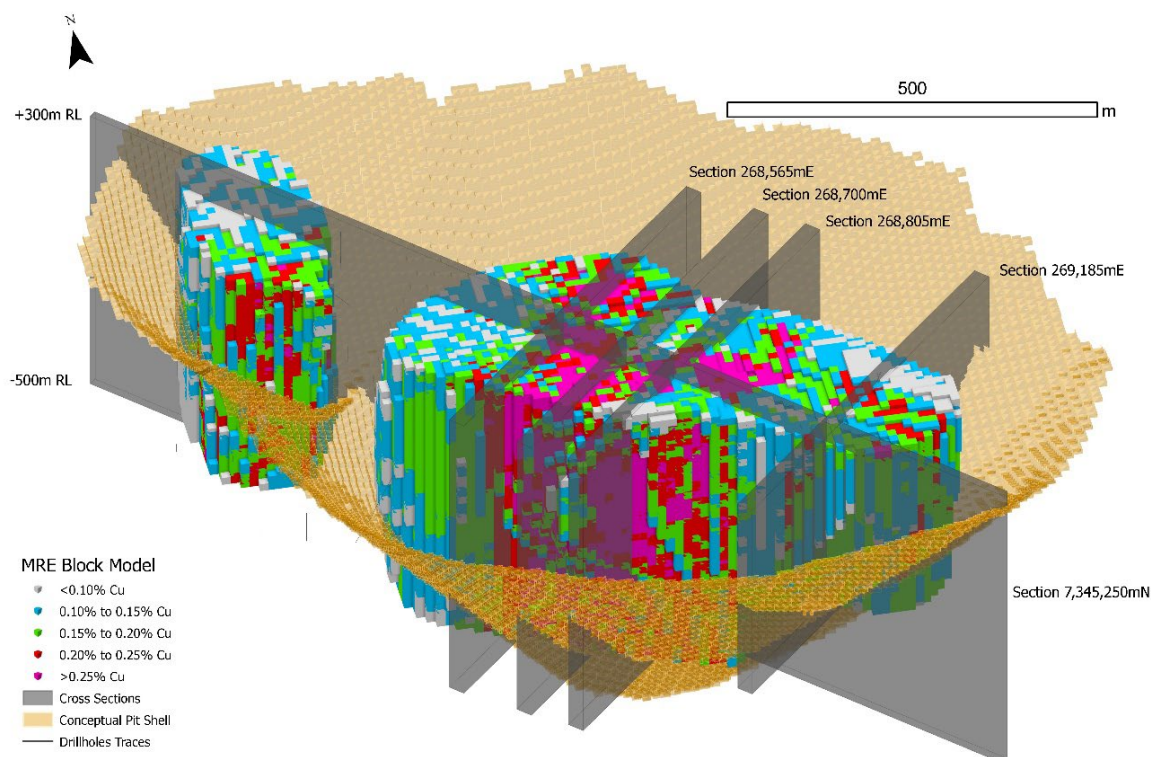 N
500
m
+300m RL
Section 268,565mE
Section 268,700mE
Section 268,805mE
Section 269,185mE
-500m RL
Section 7,345,250mN
MRE Block Model
<0.10% Cu
0.10% to 0.15% Cu
0.15% to 0.20% Cu
0.20% to 0.25% Cu
>0.25% Cu
Cross Sections
Conceptual Pit Shell
Drillholes Traces